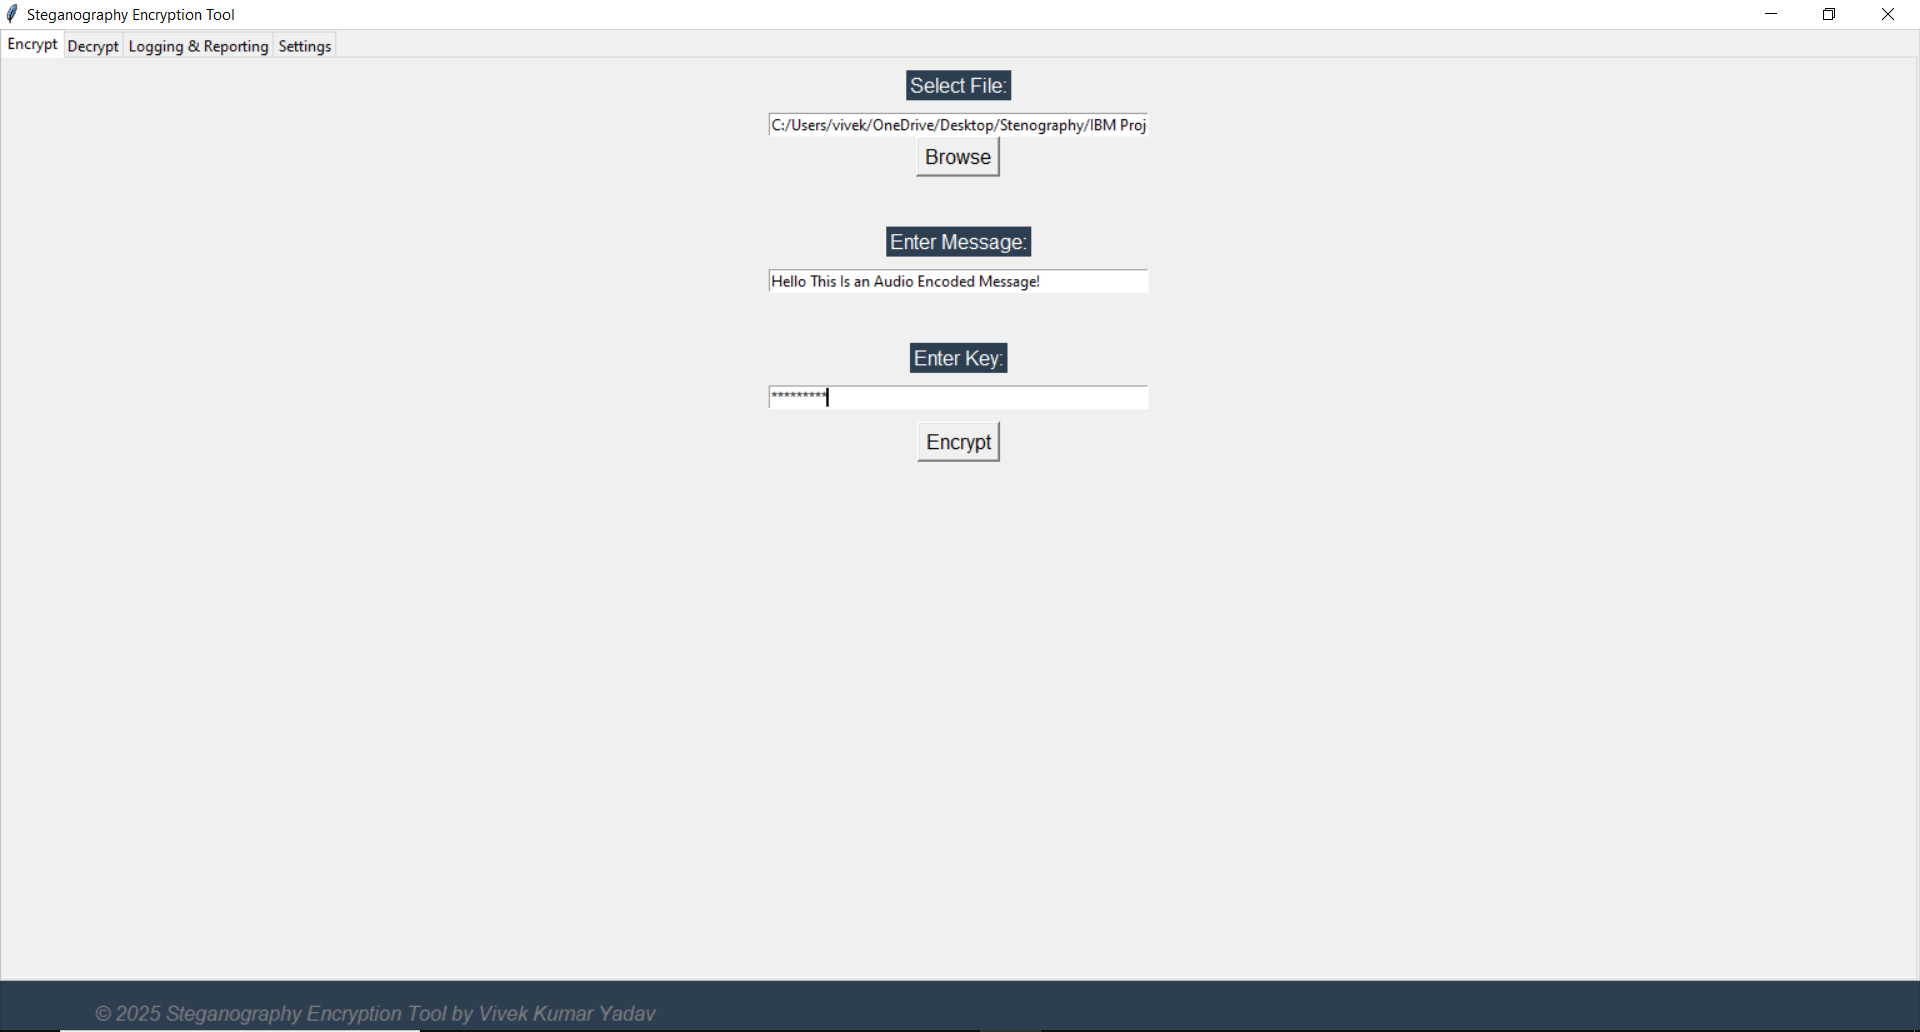 Steganography Encryption Tool
Encrypt Decrypt Logging & Reporting Settings
Select File:
C:/Users/vivek/OneDrive/Desktop/Stenography/IBM Proj
Browse
Enter Message:
Hello This Is an Audio Encoded Message!
Enter Key:
*********
Encrypt
© 2025 Steganography Encryption Tool by Vivek Kumar Yadav